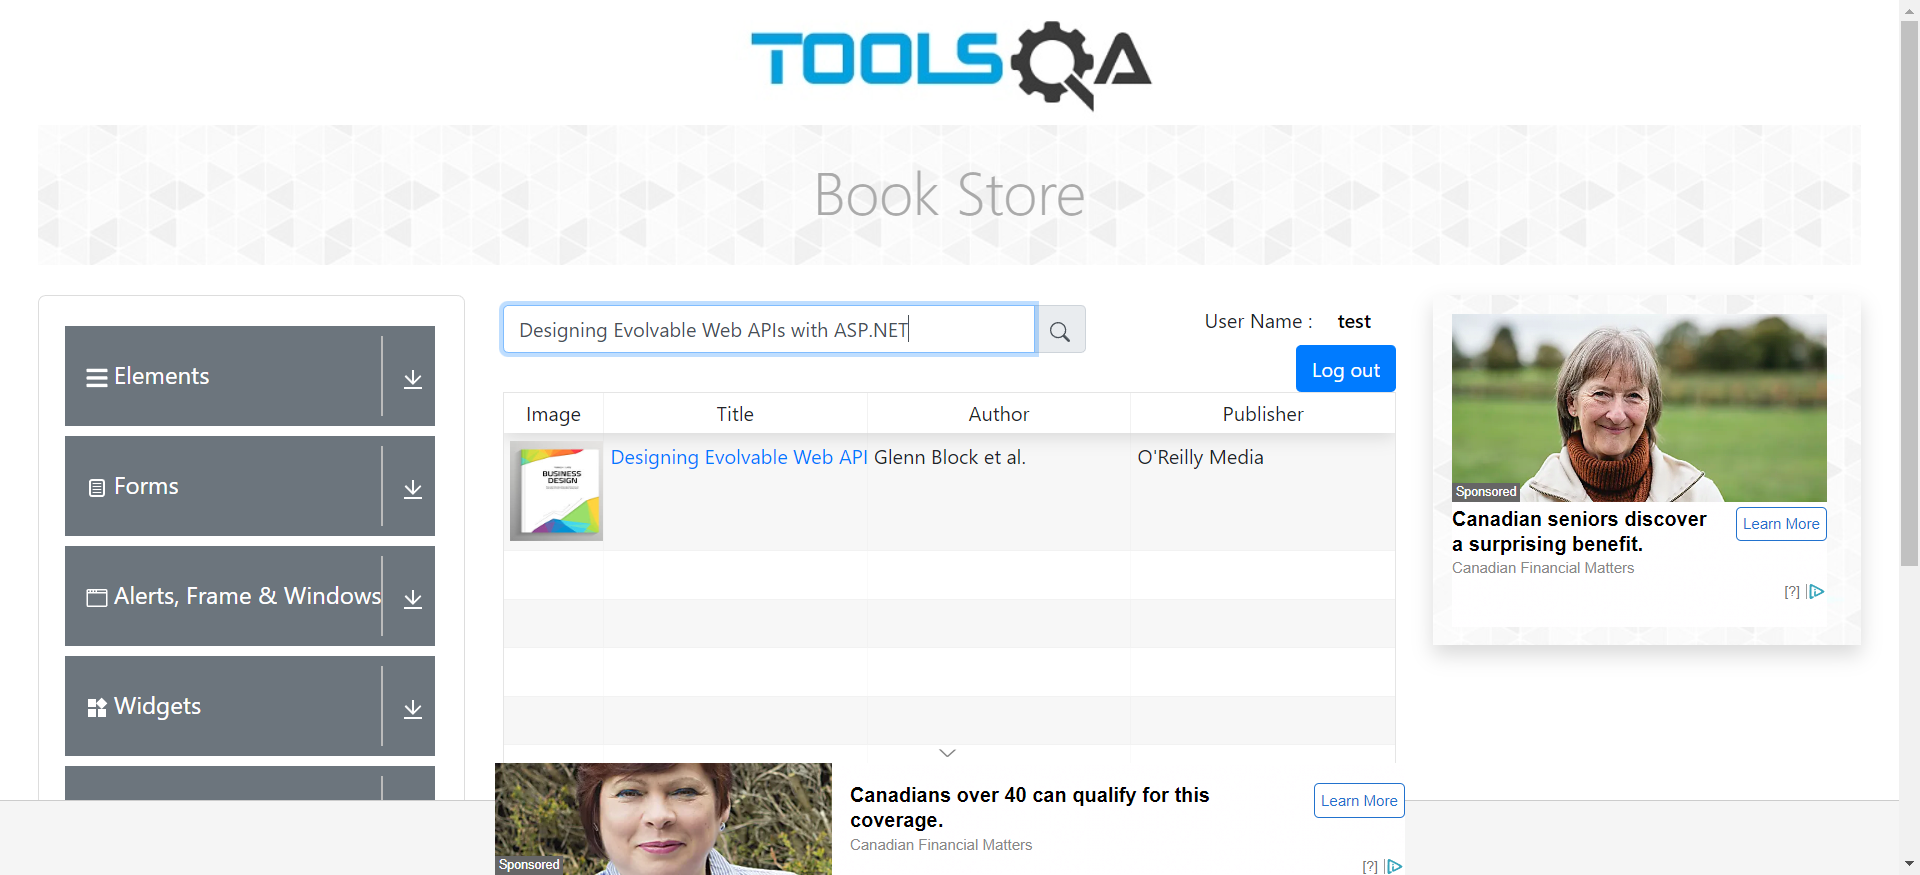 TOOLSQA
Book Store
Elements
Forms
Alerts, Frame & Windows
Widgets
Designing Evolvable Web APIs with ASP.NET
User Name : test
Log out
Image Title Author Publisher
BUSINESS
DESIGN
Designing Evolvable Web API Glenn Block et al. O'Reilly Media
Sponsored
Canadian seniors discover
a surprising benefit.
Canadian Financial Matters
Learn More
[?]
Sponsored
Canadians over 40 can qualify for this
coverage.
Canadian Financial Matters
Learn More
[?]